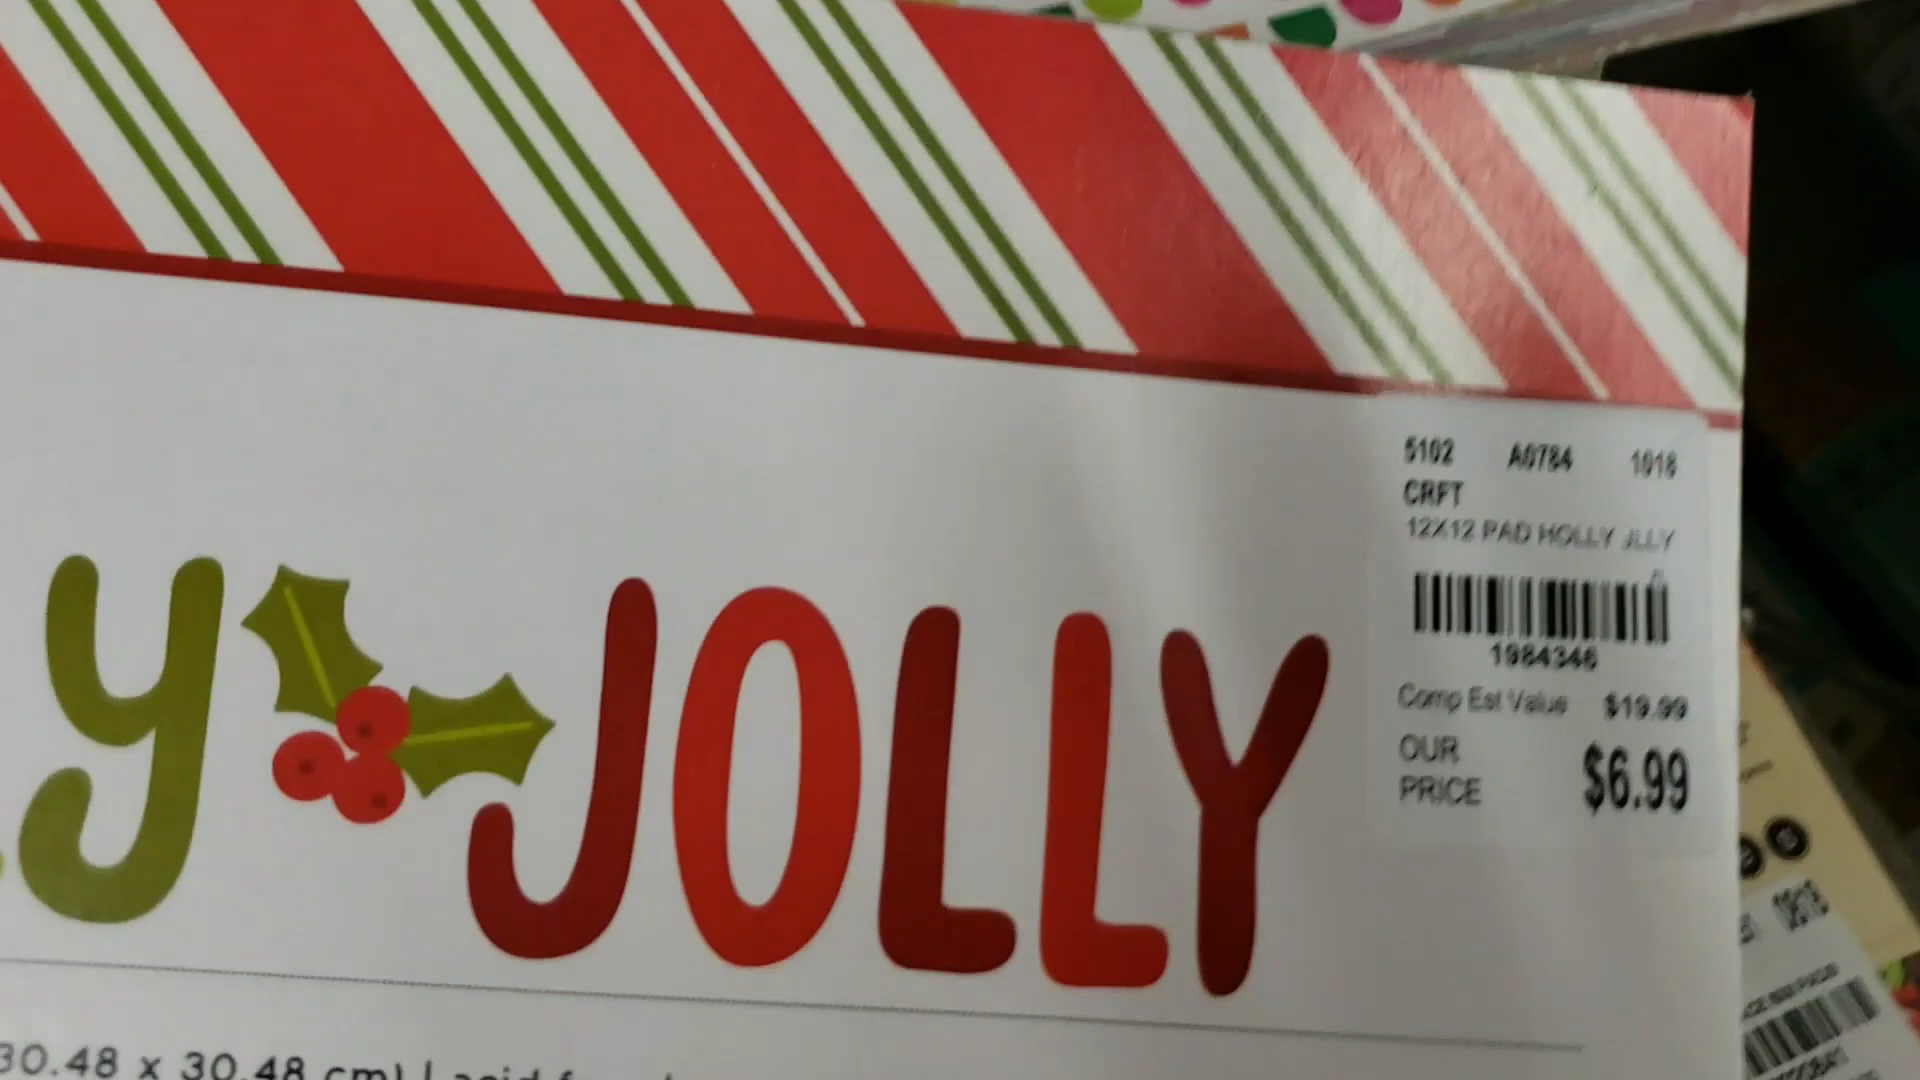 y JOLLY
30.48 x 30.48 cm) | acid
5102 A0784 1018
CRFT
12X12 PAD HOLLY JLLY
1984346
Comp Est Value $19.99
OUR
PRICE $6.99